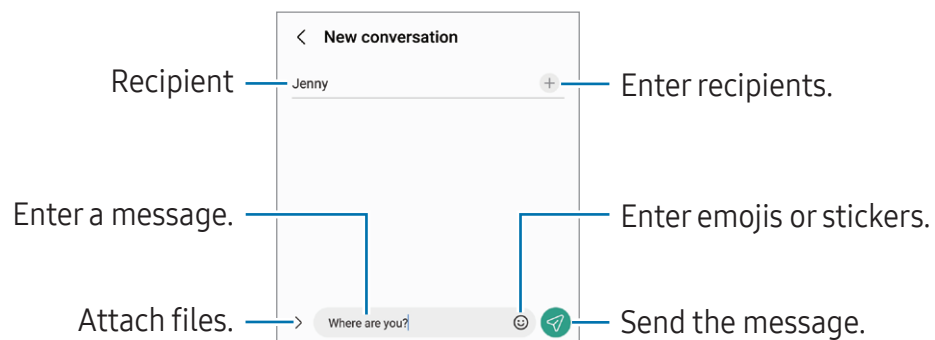 New conversation
Recipient
Jenny
Enter recipients.
Enter a message.
Enter emojis or stickers.
Attach files.
Where are you?
Send the message.